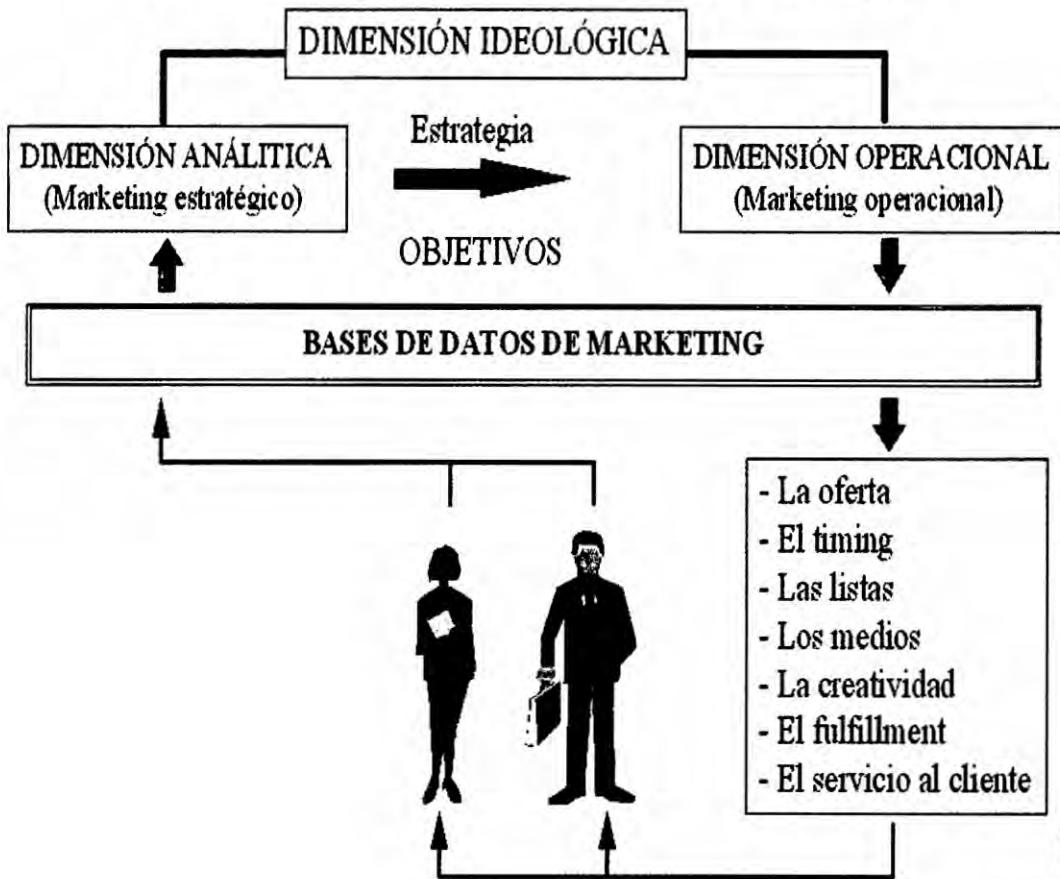 DIMENSIÓN IDEOLÓGICA
DIMENSIÓN ANÁLITICA
(Marketing estratégico)
Estrategia
OBJETIVOS
DIMENSIÓN OPERACIONAL
(Marketing operacional)
BASES DE DATOS DE MARKETING
- La oferta
- El timing
- Las listas
- Los medios
- La creatividad
- El fulfillment
- El servicio al cliente